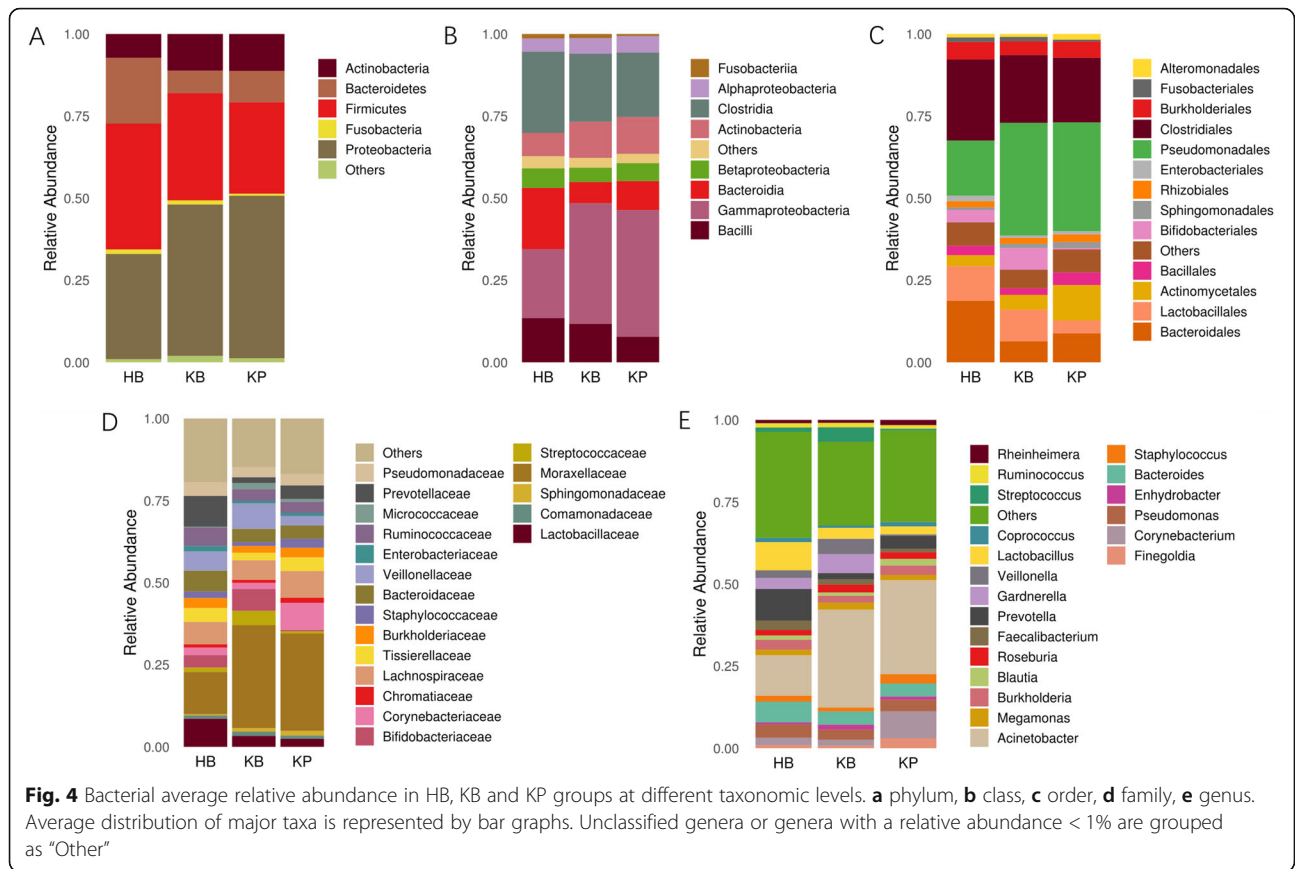 A
1.00
0.75
0.50
0.25
0.00
Relative Abundance
HB KB KP
Actinobacteria
Bacteroidetes
Firmicutes
Fusobacteria
Proteobacteria
Others
B
1.00
0.75
0.50
0.25
0.00
Relative Abundance
HB KB KP
Fusobacteriia
Alphaproteobacteria
Clostridia
Actinobacteria
Others
Betaproteobacteria
Bacteroidia
Gammaproteobacteria
Bacilli
C
1.00
0.75
0.50
0.25
0.00
Relative Abundance
HB KB KP
Alteromonadales
Fusobacteriales
Burkholderiales
Clostridiales
Pseudomonadales
Enterobacteriales
Rhizobiales
Sphingomonadales
Bifidobacteriales
Others
Bacillales
Actinomycetales
Lactobacillales
Bacteroidales
D
1.00
0.75
0.50
0.25
0.00
Relative Abundance
HB KB KP
Others
Pseudomonadaceae
Prevotellaceae
Micrococcaceae
Ruminococcaceae
Enterobacteriaceae
Veillonellaceae
Bacteroidaceae
Staphylococcaceae
Burkholderiaceae
Tissierellaceae
Lachnospiraceae
Chromatiaceae
Corynebacteriaceae
Bifidobacteriaceae
Streptococcaceae
Moraxellaceae
Sphingomonadaceae
Comamonadaceae
Lactobacillaceae
E
1.00
0.75
0.50
0.25
0.00
Relative Abundance
HB KB KP
Rheinheimera
Ruminococcus
Streptococcus
Others
Coprococcus
Lactobacillus
Veillonella
Gardnerella
Prevotella
Faecalibacterium
Roseburia
Blautia
Burkholderia
Megamonas
Acinetobacter
Staphylococcus
Bacteroides
Enhydrobacter
Pseudomonas
Corynebacterium
Finegoldia
Fig. 4 Bacterial average relative abundance in HB, KB and KP groups at different taxonomic levels. a phylum, b class, c order, d family, e genus.
Average distribution of major taxa is represented by bar graphs. Unclassified genera or genera with a relative abundance < 1% are grouped
as “Other”